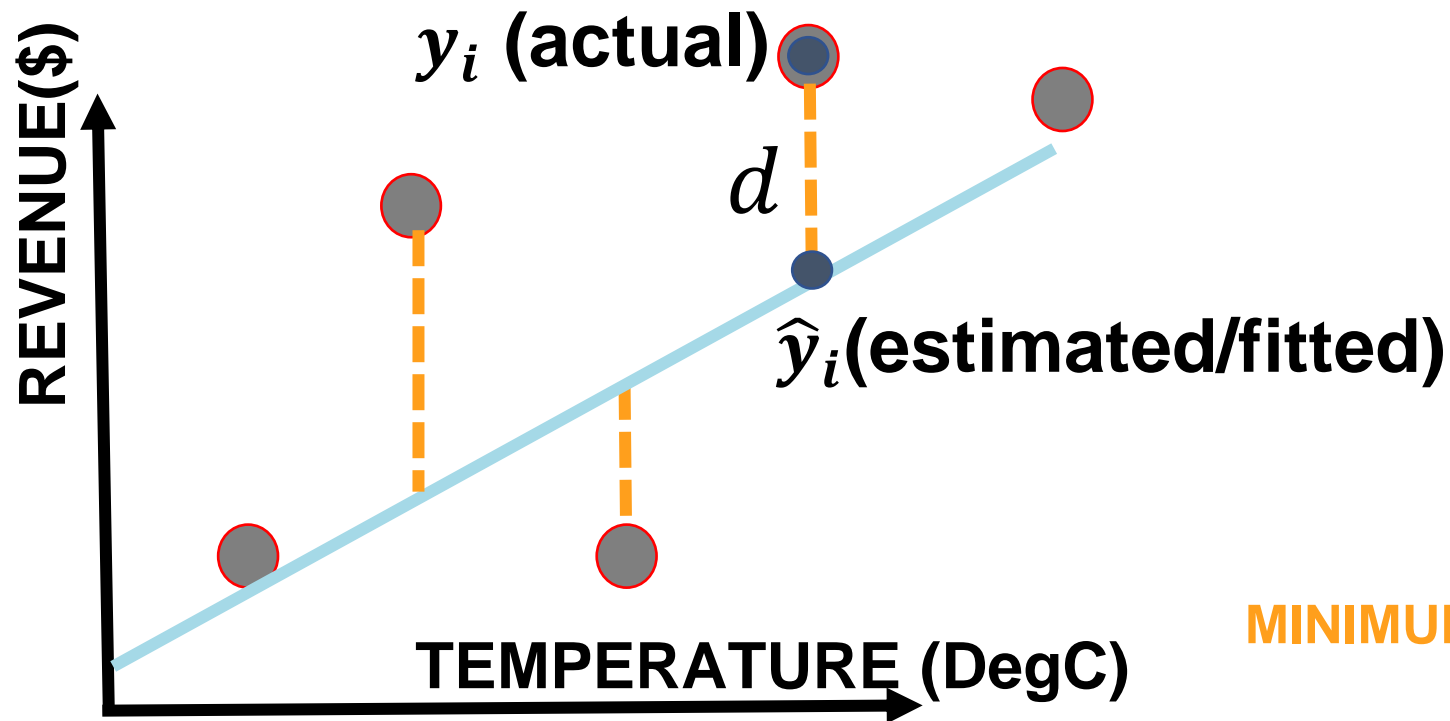 REVENUE($)
yᵢ (actual)
d
ŷᵢ(estimated/fitted)
TEMPERATURE (DegC)